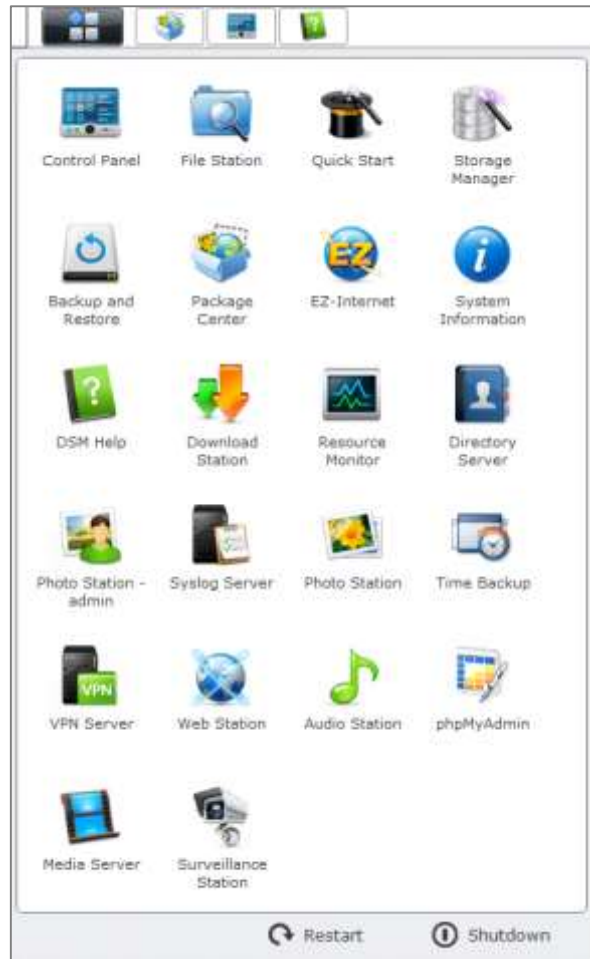 Control Panel
File Station
Quick Start
Storage
Manager
Backup and
Restore
Package
Center
EZ
EZ-Internet
System
Information
DSM Help
Download
Station
Resource
Monitor
Directory
Server
Photo Station -
admin
Syslog Server
Photo Station
Time Backup
VPN
VPN Server
Web Station
Audio Station
phpMyAdmin
Media Server
Surveillance
Station
Restart
Shutdown